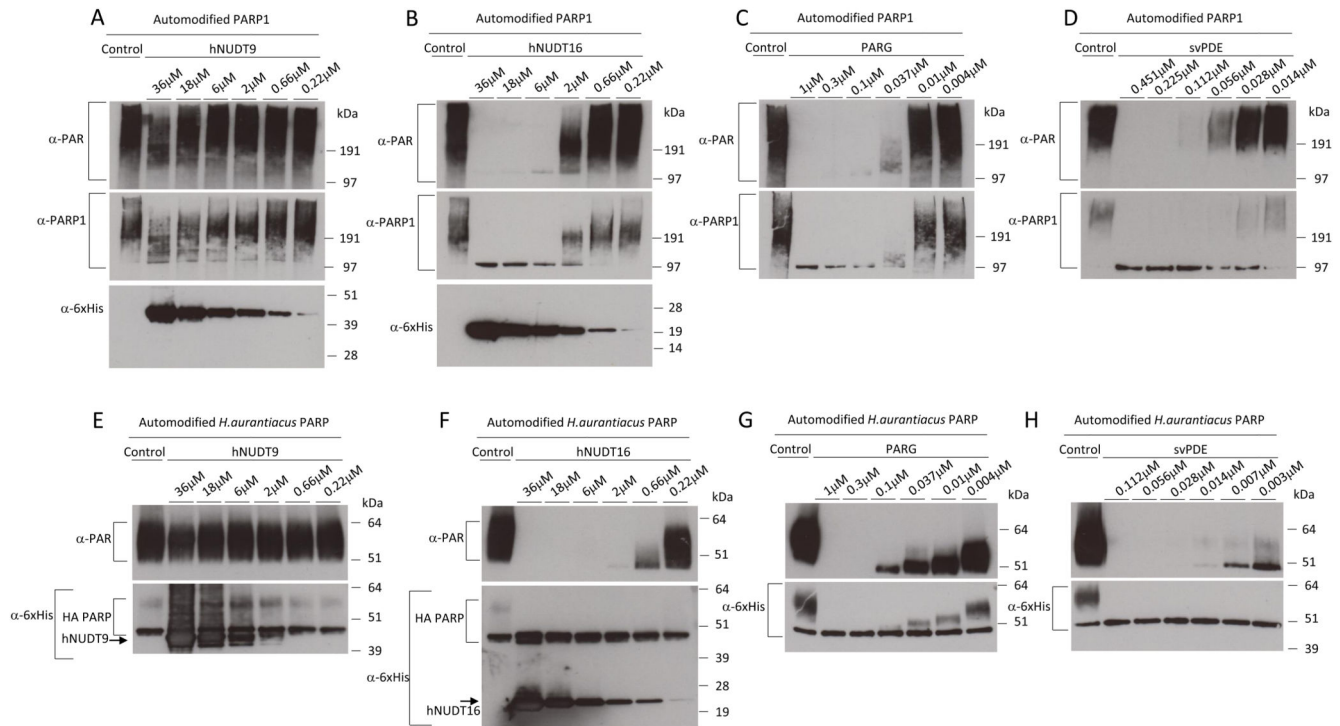 A
Automodified PARP1
Control
hNUDT9
36µM 18µM 6µM 2µM 0.66µM 0.22µM
kDa
α-PAR
191
97
α-PARP1
191
97
α-6xHis
51
39
28
B
Automodified PARP1
Control
hNUDT16
36µM 18µM 6µM 2µM 0.66µM 0.22µM
kDa
α-PAR
191
97
α-PARP1
191
97
α-6xHis
28
19
14
C
Automodified PARP1
Control
PARG
1µM 0.3µM 0.1µM 0.037µM 0.01µM 0.004µM
kDa
α-PAR
191
97
α-PARP1
191
97
D
Automodified PARP1
Control
svPDE
0.451µM 0.225µM 0.112µM 0.056µM 0.028µM 0.014µM
kDa
α-PAR
191
97
α-PARP1
191
97
E
Automodified H.aurantiacus PARP
Control
hNUDT9
36µM 18µM 6µM 2µM 0.66µM 0.22µM
kDa
α-PAR
64
51
α-6xHis
HA PARP
hNUDT9
64
51
39
F
Automodified H.aurantiacus PARP
Control
hNUDT16
36µM 18µM 6µM 2µM 0.66µM 0.22µM
kDa
α-PAR
64
51
HA PARP
α-6xHis
hNUDT16
64
51
39
28
19
G
Automodified H.aurantiacus PARP
Control
PARG
1µM 0.3µM 0.1µM 0.037µM 0.01µM 0.004µM
kDa
α-PAR
64
51
α-6xHis
64
51
39
H
Automodified H.aurantiacus PARP
Control
svPDE
0.112µM 0.056µM 0.028µM 0.014µM 0.007µM 0.003µM
kDa
α-PAR
64
51
α-6xHis
64
51
39